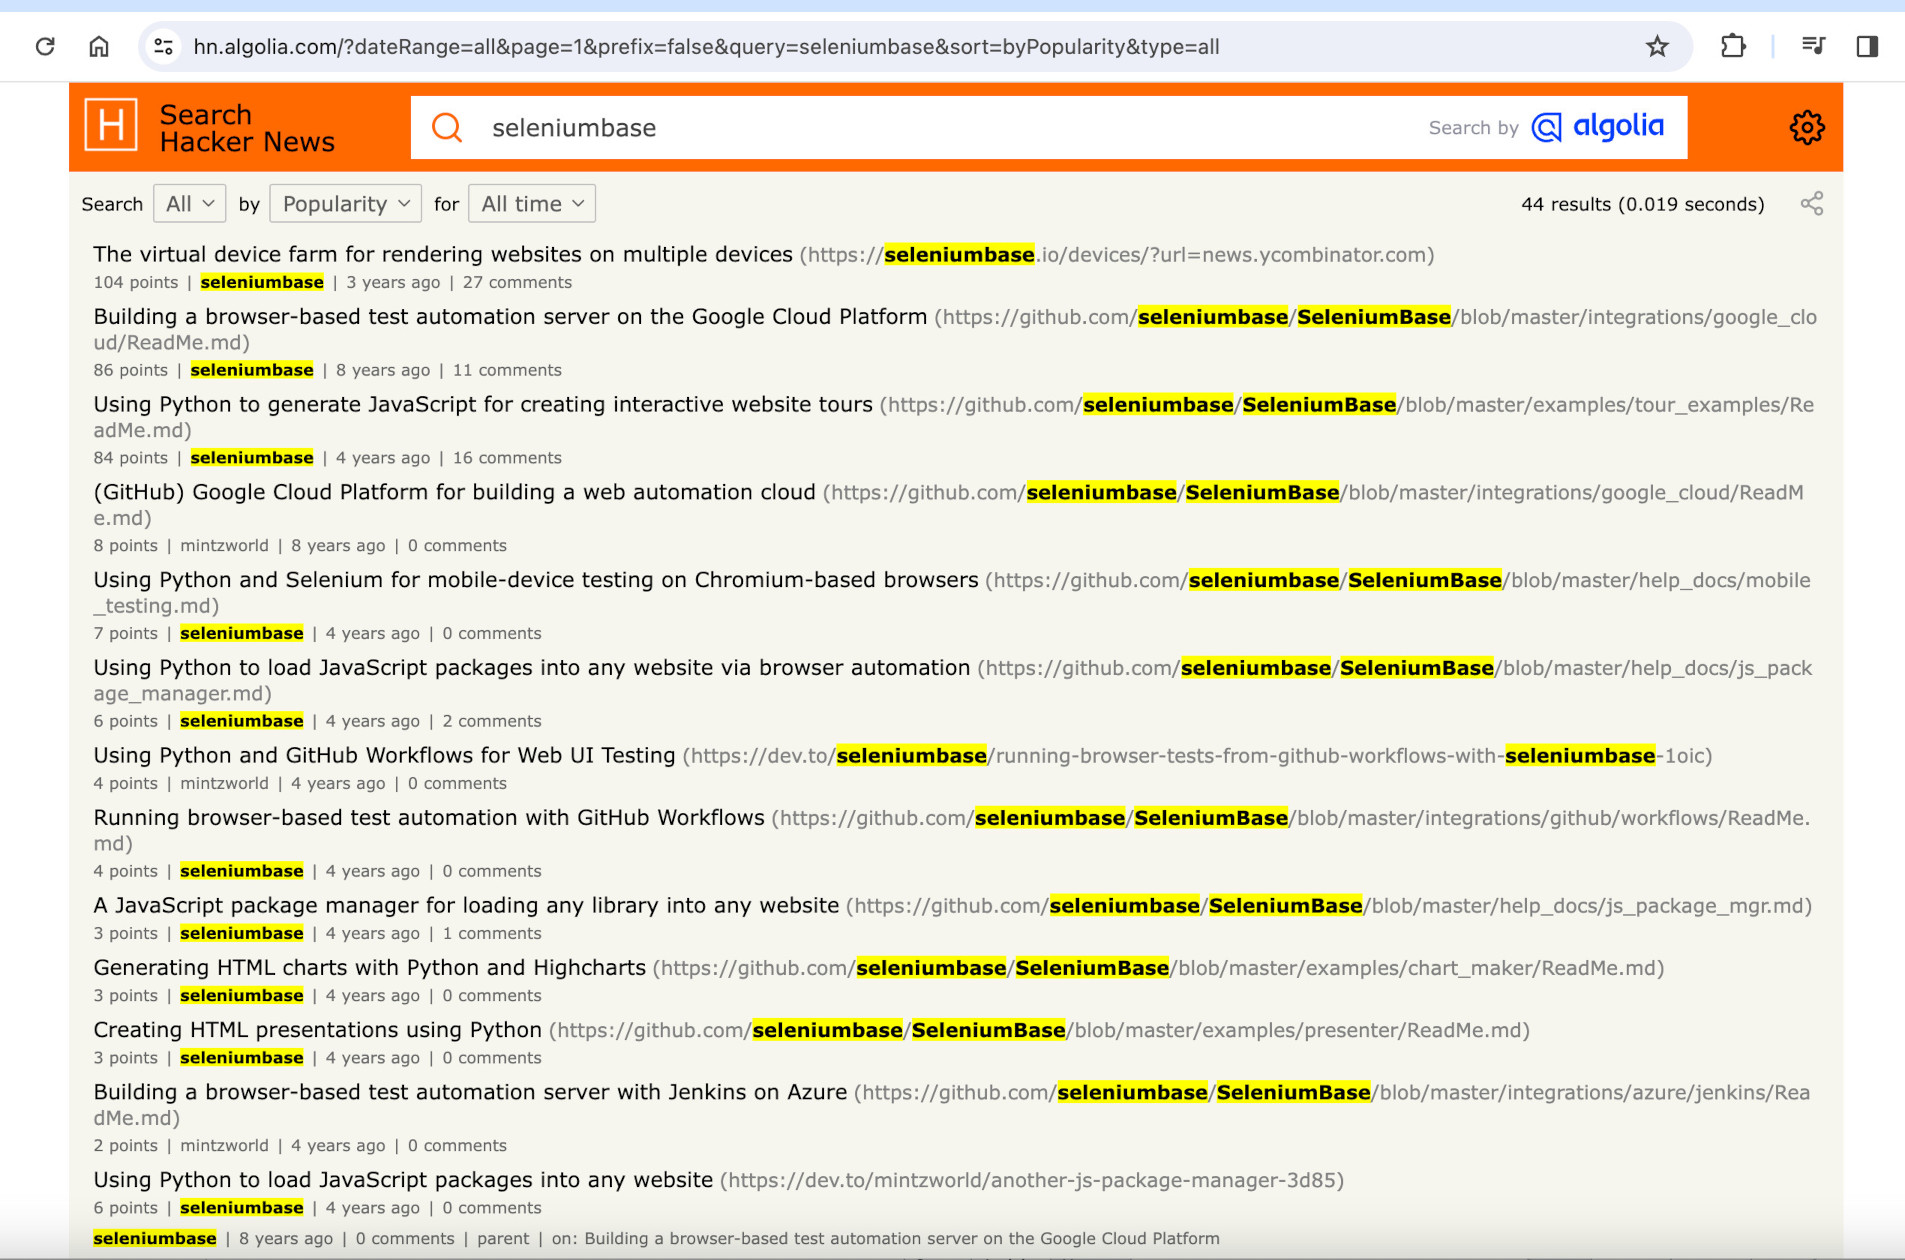 hn.algolia.com/?dateRange=all&page=1&prefix=false&query=seleniumbase&sort=byPopularity&type=all
H
Search
Hacker News
seleniumbase
Search by algolia
Search All by Popularity for All time
44 results (0.019 seconds)
The virtual device farm for rendering websites on multiple devices (https://seleniumbase.io/devices/?url=news.ycombinator.com)
104 points | seleniumbase | 3 years ago | 27 comments
Building a browser-based test automation server on the Google Cloud Platform (https://github.com/seleniumbase/SeleniumBase/blob/master/integrations/google_clo
ud/ReadMe.md)
86 points | seleniumbase | 8 years ago | 11 comments
Using Python to generate JavaScript for creating interactive website tours (https://github.com/seleniumbase/SeleniumBase/blob/master/examples/tour_examples/Re
adMe.md)
84 points | seleniumbase | 4 years ago | 16 comments
(GitHub) Google Cloud Platform for building a web automation cloud (https://github.com/seleniumbase/SeleniumBase/blob/master/integrations/google_cloud/ReadM
e.md)
8 points | mintzworld | 8 years ago | 0 comments
Using Python and Selenium for mobile-device testing on Chromium-based browsers (https://github.com/seleniumbase/SeleniumBase/blob/master/help_docs/mobile
_testing.md)
7 points | seleniumbase | 4 years ago | 0 comments
Using Python to load JavaScript packages into any website via browser automation (https://github.com/seleniumbase/SeleniumBase/blob/master/help_docs/js_pack
age_manager.md)
6 points | seleniumbase | 4 years ago | 2 comments
Using Python and GitHub Workflows for Web UI Testing (https://dev.to/seleniumbase/running-browser-tests-from-github-workflows-with-seleniumbase-1oic)
4 points | mintzworld | 4 years ago | 0 comments
Running browser-based test automation with GitHub Workflows (https://github.com/seleniumbase/SeleniumBase/blob/master/integrations/github/workflows/ReadMe.
md)
4 points | seleniumbase | 4 years ago | 0 comments
A JavaScript package manager for loading any library into any website (https://github.com/seleniumbase/SeleniumBase/blob/master/help_docs/js_package_mgr.md)
3 points | seleniumbase | 4 years ago | 1 comments
Generating HTML charts with Python and Highcharts (https://github.com/seleniumbase/SeleniumBase/blob/master/examples/chart_maker/ReadMe.md)
3 points | seleniumbase | 4 years ago | 0 comments
Creating HTML presentations using Python (https://github.com/seleniumbase/SeleniumBase/blob/master/examples/presenter/ReadMe.md)
3 points | seleniumbase | 4 years ago | 0 comments
Building a browser-based test automation server with Jenkins on Azure (https://github.com/seleniumbase/SeleniumBase/blob/master/integrations/azure/jenkins/Rea
dMe.md)
2 points | mintzworld | 4 years ago | 0 comments
Using Python to load JavaScript packages into any website (https://dev.to/mintzworld/another-js-package-manager-3d85)
6 points | seleniumbase | 4 years ago | 0 comments
seleniumbase | 8 years ago | 0 comments | parent | on: Building a browser-based test automation server on the Google Cloud Platform